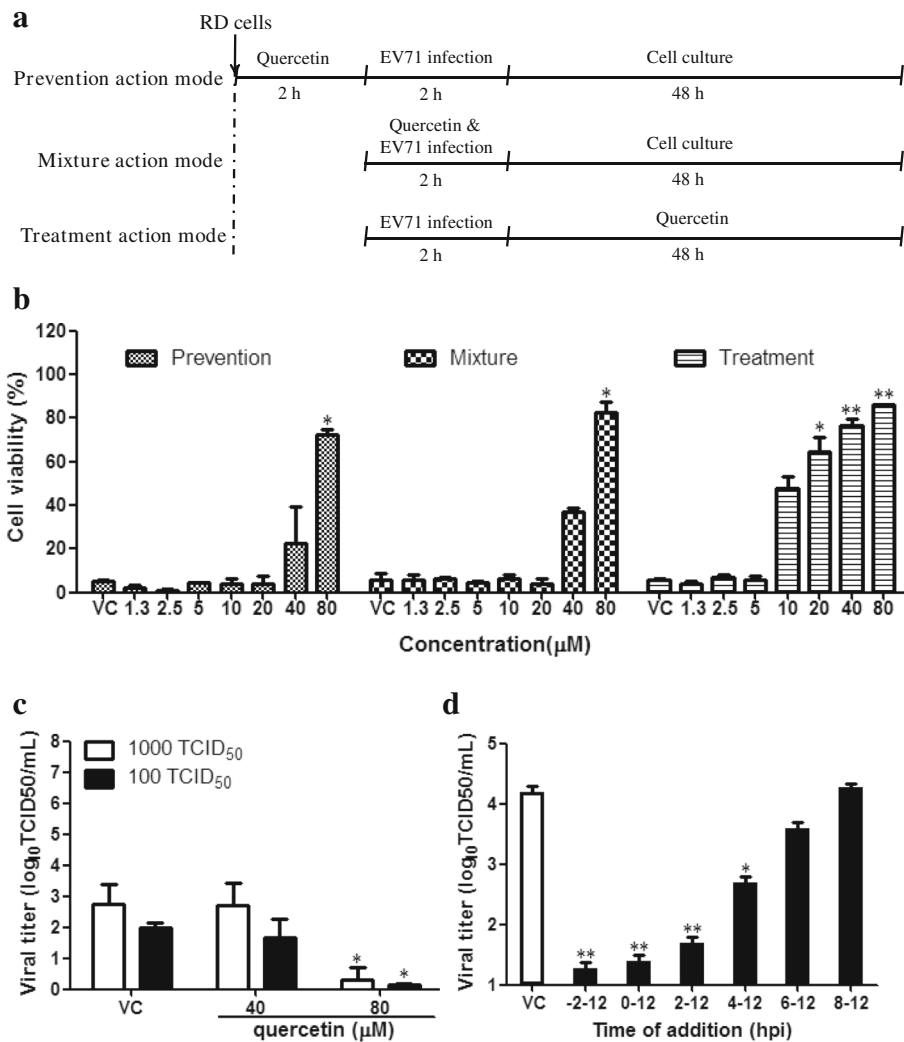 a
RD cells
Quercetin EV71 infection Cell culture
Prevention action mode
2 h 2 h 48 h
Quercetin &
EV71 infection Cell culture
Mixture action mode
2 h 48 h
EV71 infection Quercetin
Treatment action mode
2 h 48 h
b
Cell viability (%)
120
100
80
60
40
20
0
Prevention Mixture Treatment
* * * ** **
VC 1.3 2.5 5 10 20 40 80 VC 1.3 2.5 5 10 20 40 80 VC 1.3 2.5 5 10 20 40 80
Concentration(μM)
c
Viral titer (log₁₀TCID50/mL)
8
7
6
5
4
3
2
1
0
1000 TCID₅₀
100 TCID₅₀
* *
VC 40 80
quercetin (μM)
d
Viral titer (log₁₀TCID50/mL)
5
4
3
2
1
** ** ** *
VC -2-12 0-12 2-12 4-12 6-12 8-12
Time of addition (hpi)